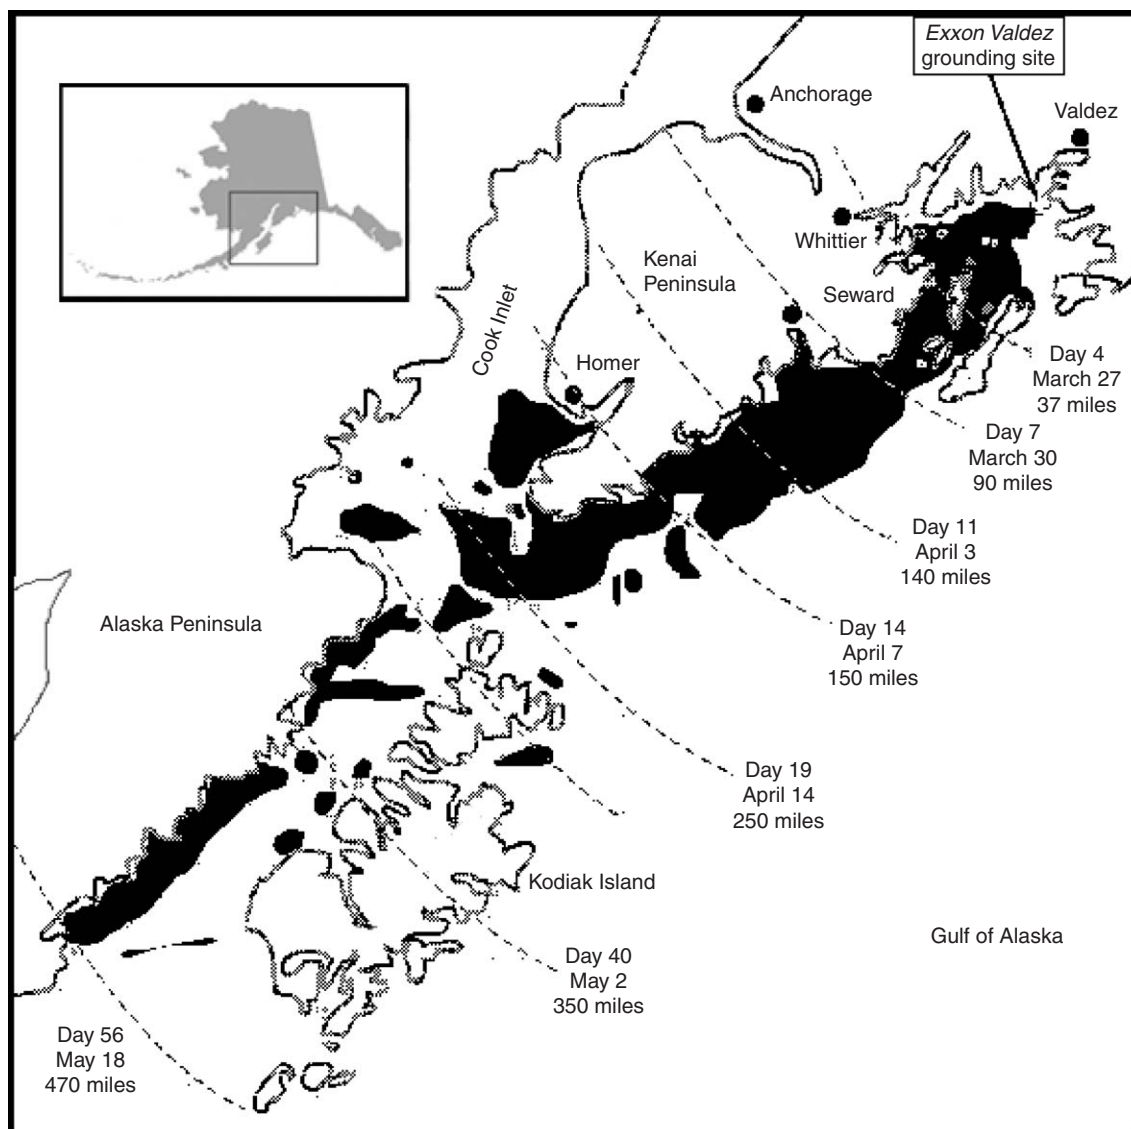 Exxon Valdez
grounding site
Anchorage
Valdez
Whittier
Kenai
Peninsula
Seward
Cook Inlet
Homer
Day 4
March 27
37 miles
Day 7
March 30
90 miles
Day 11
April 3
140 miles
Alaska Peninsula
Day 14
April 7
150 miles
Day 19
April 14
250 miles
Kodiak Island
Gulf of Alaska
Day 40
May 2
350 miles
Day 56
May 18
470 miles